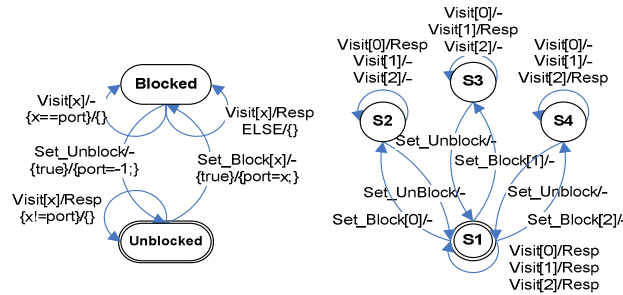 Blocked
Visit[x]/-
{x==port}/{}
Visit[x]/Resp
ELSE/{}
Set_Unblock/-
{true}/{port=-1;}
Set_Block[x]/-
{true}/{port=x;}
Visit[x]/Resp
{x!=port}/{}
Unblocked
Visit[0]/-
Visit[1]/Resp
Visit[2]/-
S3
Visit[0]/Resp
Visit[1]/-
Visit[2]/-
S2
Visit[0]/-
Visit[1]/-
Visit[2]/Resp
S4
Set_Unblock/-
Set_Block[1]/-
Set_UnBlock/-
Set_Unblock/-
Set_Block[0]/-
Set_Block[2]/-
S1
Visit[0]/Resp
Visit[1]/Resp
Visit[2]/Resp